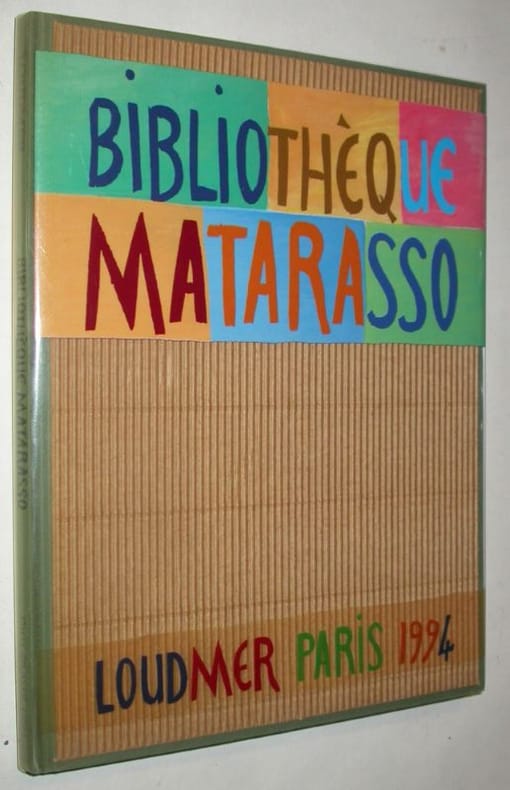 BIBLIOTHÈQUE
MATARASSO
LOUDMER PARIS 1994
BIBLIOTHÈQUE MATARASSO